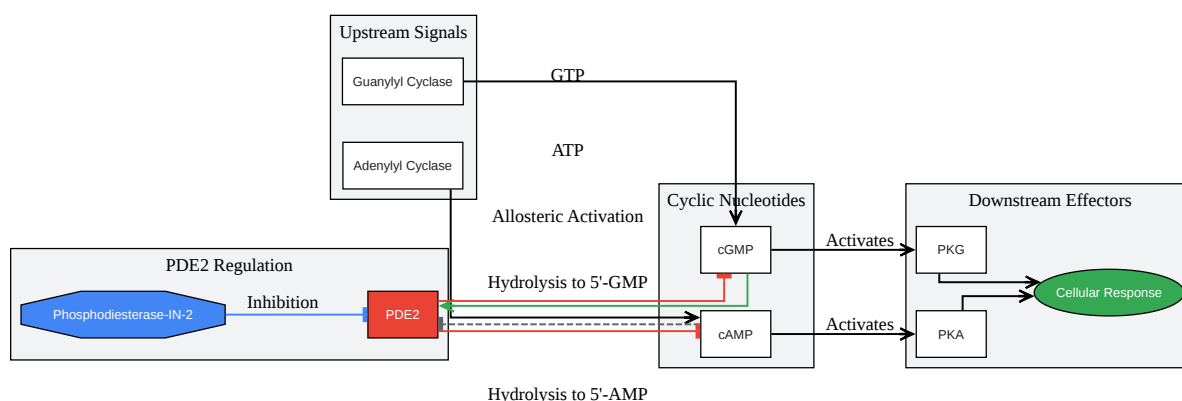 Upstream Signals
Guanylyl Cyclase
GTP
Adenylyl Cyclase
ATP
Cyclic Nucleotides
Downstream Effectors
Allosteric Activation
cGMP
Activates
PKG
PDE2 Regulation
Hydrolysis to 5'-GMP
Phosphodiesterase-IN-2
Inhibition
PDE2
Cellular Response
cAMP
Activates
PKA
Hydrolysis to 5'-AMP